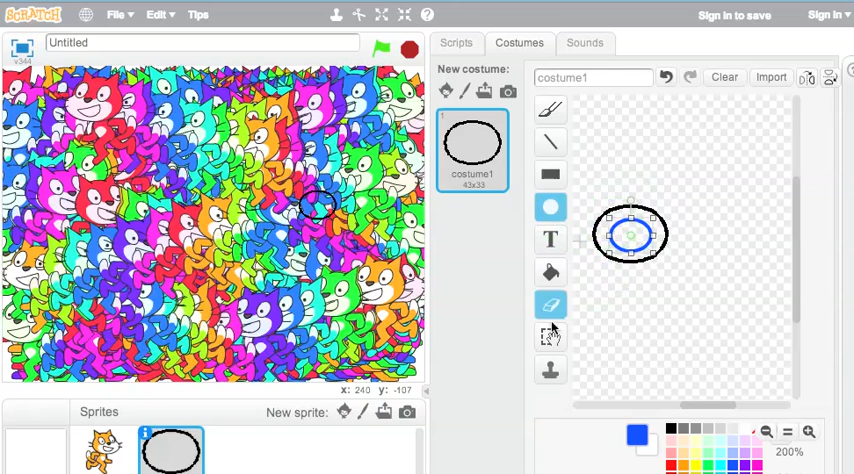 SCRATCH File ▾ Edit ▾ Tips Sign in to save Sign in ▾
v344 Untitled Scripts Costumes Sounds
New costume: costume1 Clear Import
1
costume1
43x33
T
x: 240 y: -107
Sprites New sprite:
200%